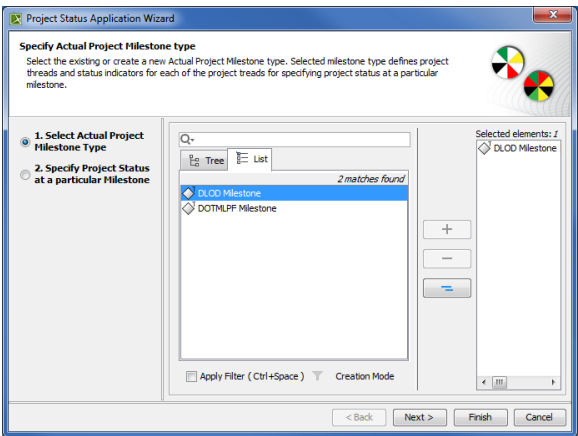 Project Status Application Wizard
Specify Actual Project Mileston type
Select the existing or create a new Actual Project Milestone type. Selected milestone type defines project
threads and status indicators for each of the project treads for specifying project status at a particular
milestone.
1. Select Actual Project
Milestone Type
2. Specify Project Status
at a particular Milestone
Tree
List
2 matches found
DLOD Milestone
DOTMLPF Milestone
Apply Filter ( Ctrl+Space )
Creation Mode
Selected elements: 1
DLOD Milestone
< Back
Next >
Finish
Cancel